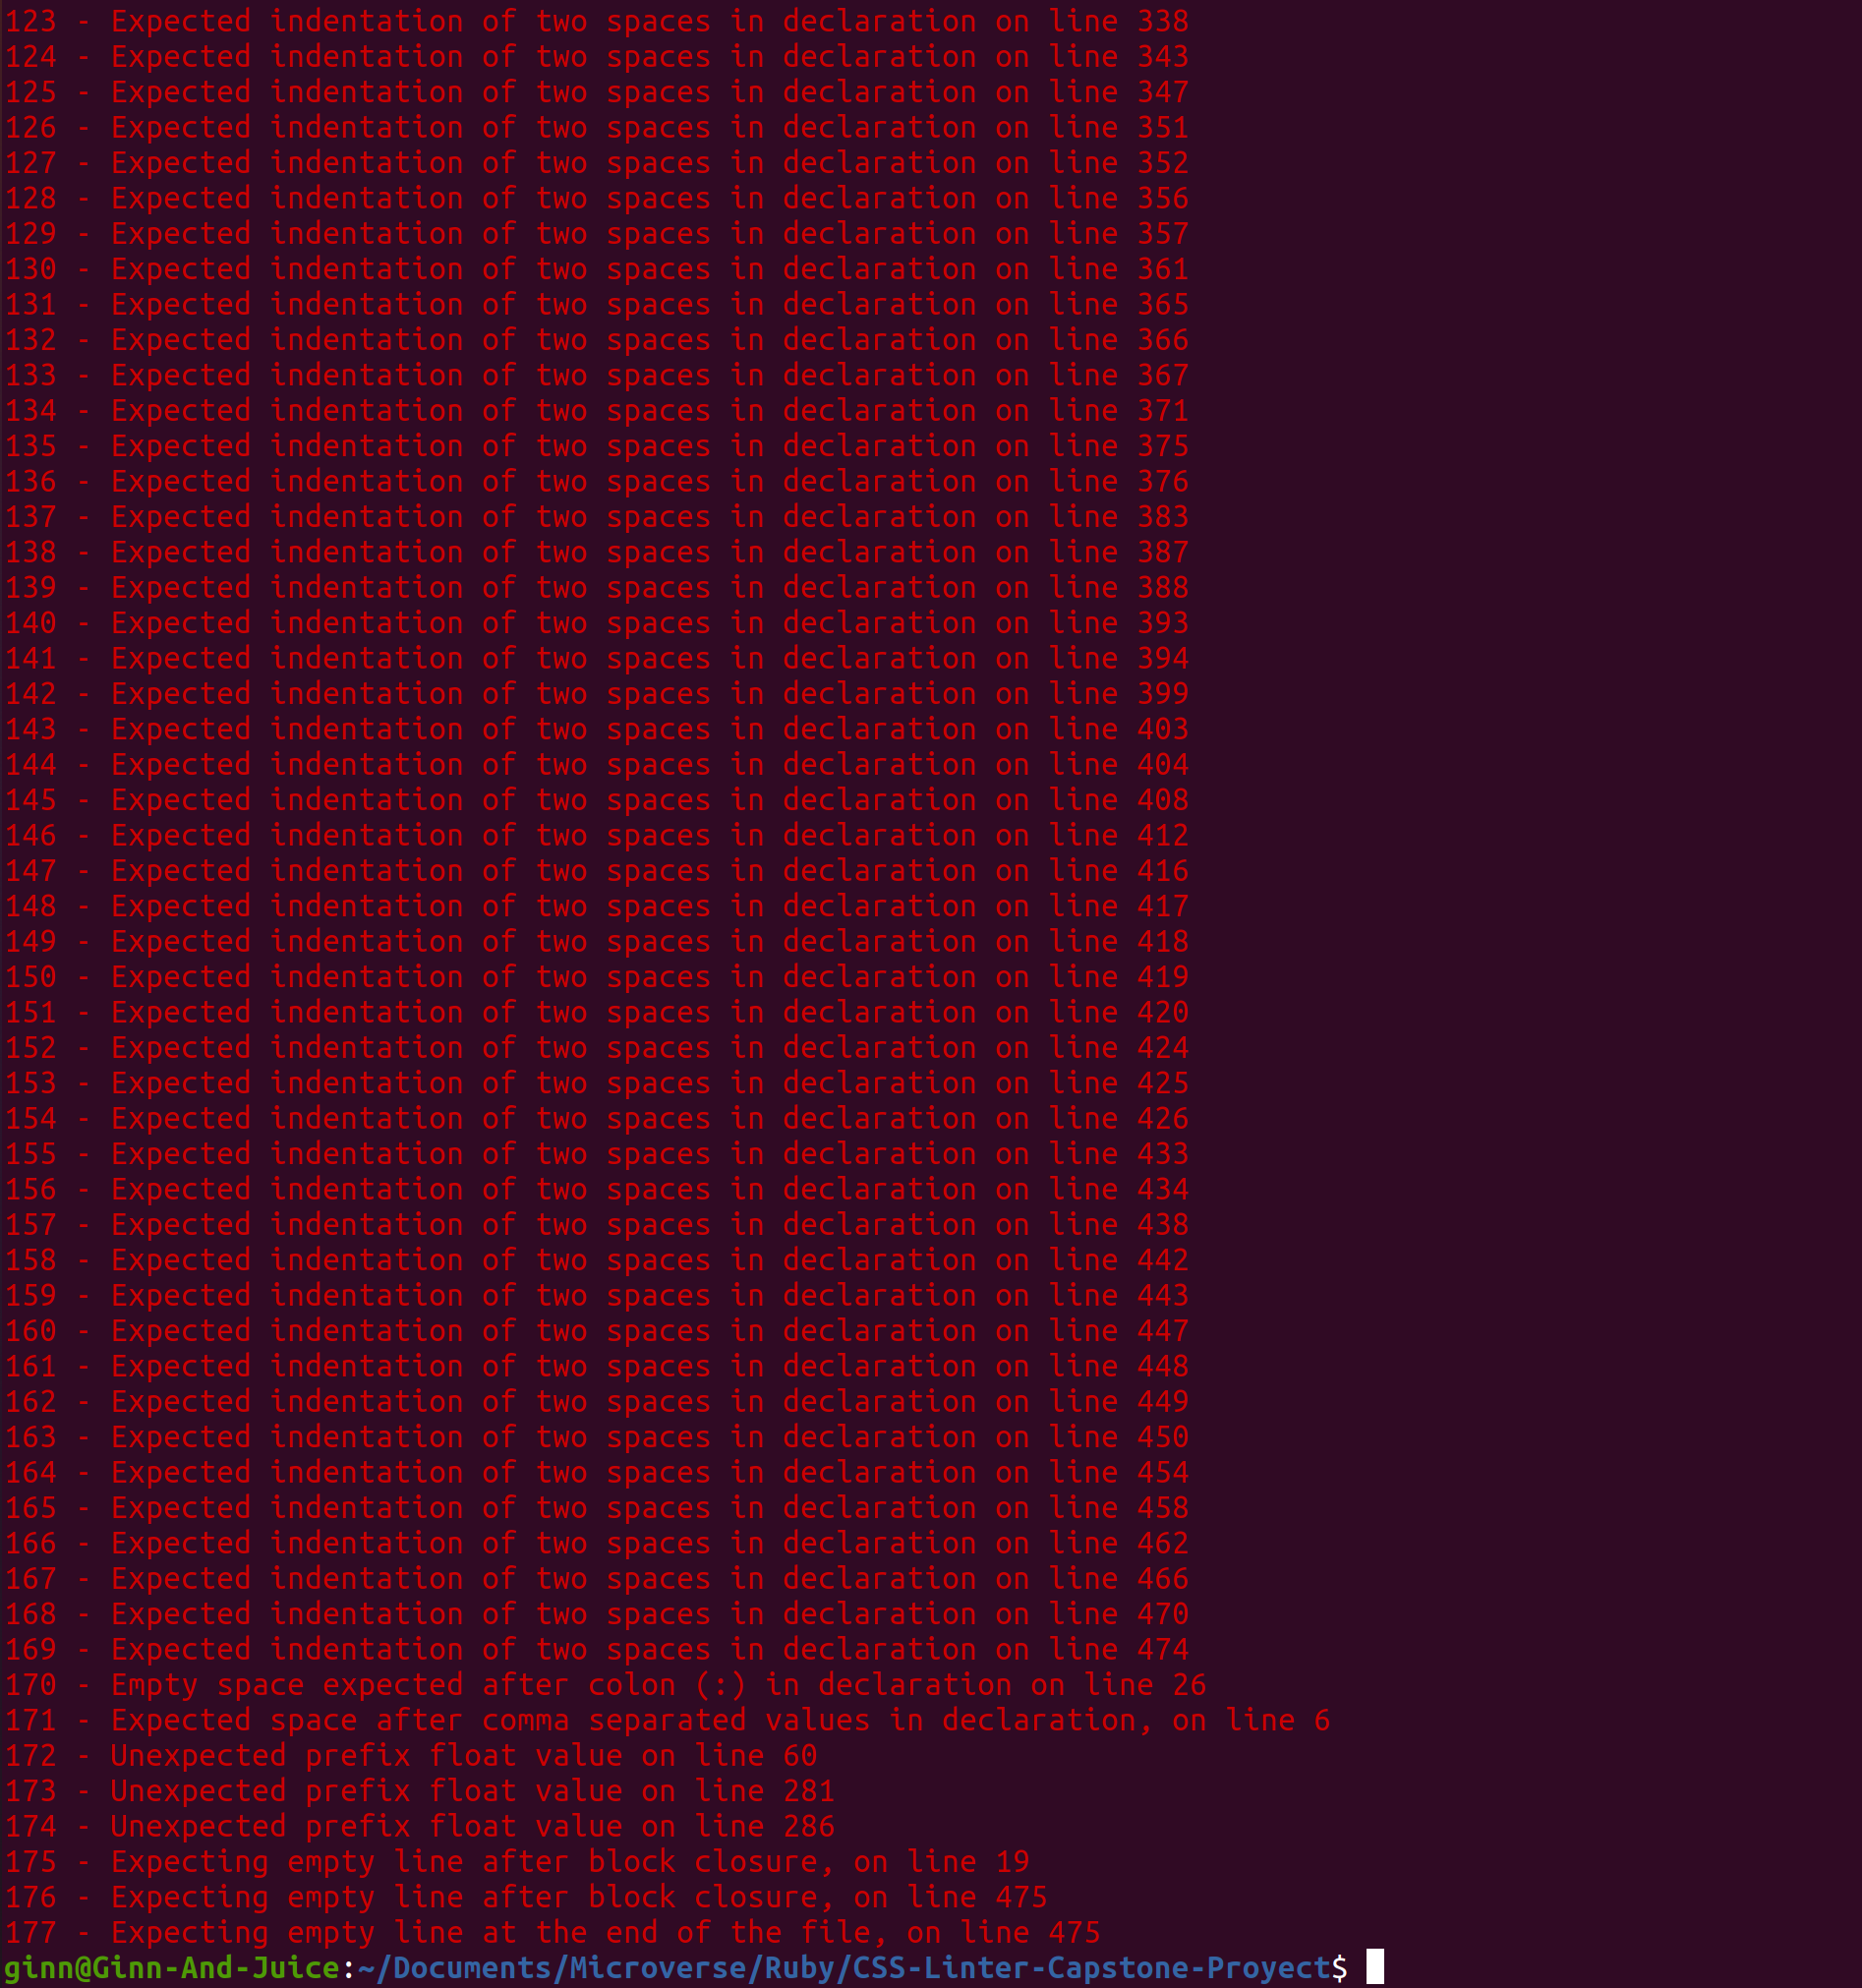 123 - Expected indentation of two spaces in declaration on line 338
124 - Expected indentation of two spaces in declaration on line 343
125 - Expected indentation of two spaces in declaration on line 347
126 - Expected indentation of two spaces in declaration on line 351
127 - Expected indentation of two spaces in declaration on line 352
128 - Expected indentation of two spaces in declaration on line 356
129 - Expected indentation of two spaces in declaration on line 357
130 - Expected indentation of two spaces in declaration on line 361
131 - Expected indentation of two spaces in declaration on line 365
132 - Expected indentation of two spaces in declaration on line 366
133 - Expected indentation of two spaces in declaration on line 367
134 - Expected indentation of two spaces in declaration on line 371
135 - Expected indentation of two spaces in declaration on line 375
136 - Expected indentation of two spaces in declaration on line 376
137 - Expected indentation of two spaces in declaration on line 383
138 - Expected indentation of two spaces in declaration on line 387
139 - Expected indentation of two spaces in declaration on line 388
140 - Expected indentation of two spaces in declaration on line 393
141 - Expected indentation of two spaces in declaration on line 394
142 - Expected indentation of two spaces in declaration on line 399
143 - Expected indentation of two spaces in declaration on line 403
144 - Expected indentation of two spaces in declaration on line 404
145 - Expected indentation of two spaces in declaration on line 408
146 - Expected indentation of two spaces in declaration on line 412
147 - Expected indentation of two spaces in declaration on line 416
148 - Expected indentation of two spaces in declaration on line 417
149 - Expected indentation of two spaces in declaration on line 418
150 - Expected indentation of two spaces in declaration on line 419
151 - Expected indentation of two spaces in declaration on line 420
152 - Expected indentation of two spaces in declaration on line 424
153 - Expected indentation of two spaces in declaration on line 425
154 - Expected indentation of two spaces in declaration on line 426
155 - Expected indentation of two spaces in declaration on line 433
156 - Expected indentation of two spaces in declaration on line 434
157 - Expected indentation of two spaces in declaration on line 438
158 - Expected indentation of two spaces in declaration on line 442
159 - Expected indentation of two spaces in declaration on line 443
160 - Expected indentation of two spaces in declaration on line 447
161 - Expected indentation of two spaces in declaration on line 448
162 - Expected indentation of two spaces in declaration on line 449
163 - Expected indentation of two spaces in declaration on line 450
164 - Expected indentation of two spaces in declaration on line 454
165 - Expected indentation of two spaces in declaration on line 458
166 - Expected indentation of two spaces in declaration on line 462
167 - Expected indentation of two spaces in declaration on line 466
168 - Expected indentation of two spaces in declaration on line 470
169 - Expected indentation of two spaces in declaration on line 474
170 - Empty space expected after colon (:) in declaration on line 26
171 - Expected space after comma separated values in declaration, on line 6
172 - Unexpected prefix float value on line 60
173 - Unexpected prefix float value on line 281
174 - Unexpected prefix float value on line 286
175 - Expecting empty line after block closure, on line 19
176 - Expecting empty line after block closure, on line 475
177 - Expecting empty line at the end of the file, on line 475
ginn@Ginn-And-Juice:~/Documents/Microverse/Ruby/CSS-Linter-Capstone-Proyect$